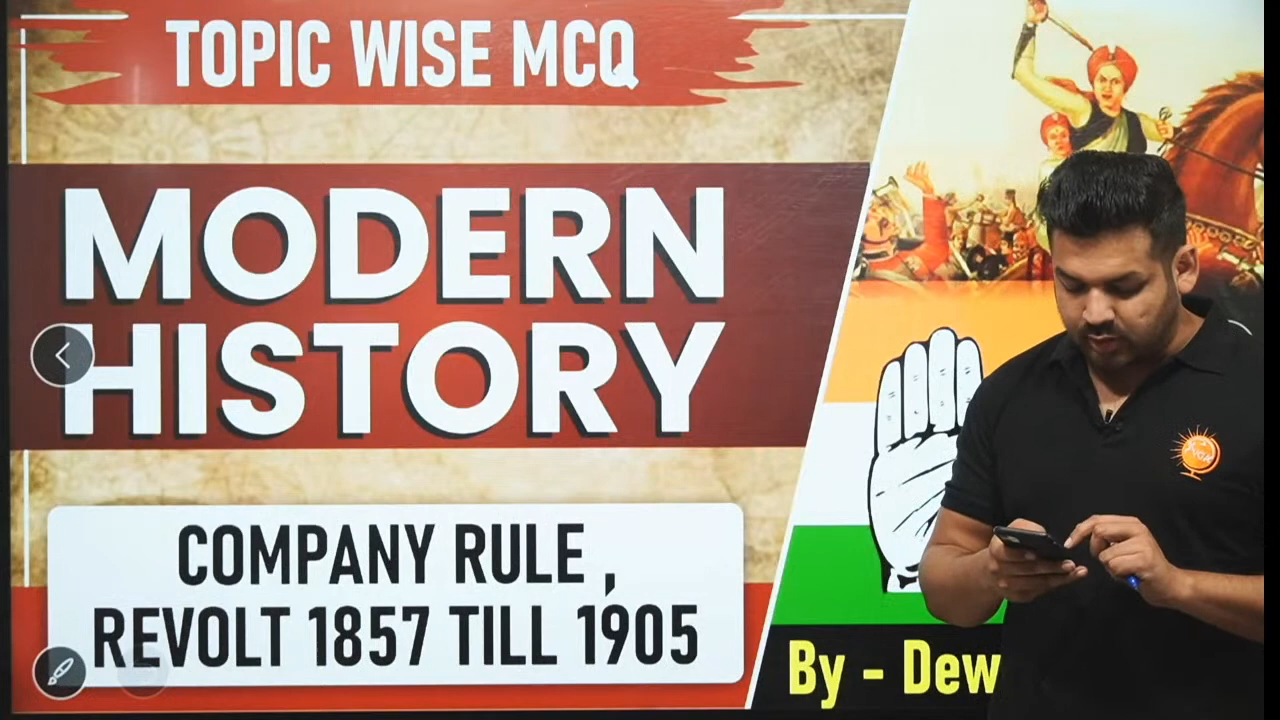 TOPIC WISE MCQ
MODERN
HISTORY
COMPANY RULE ,
REVOLT 1857 TILL 1905
By - Dew